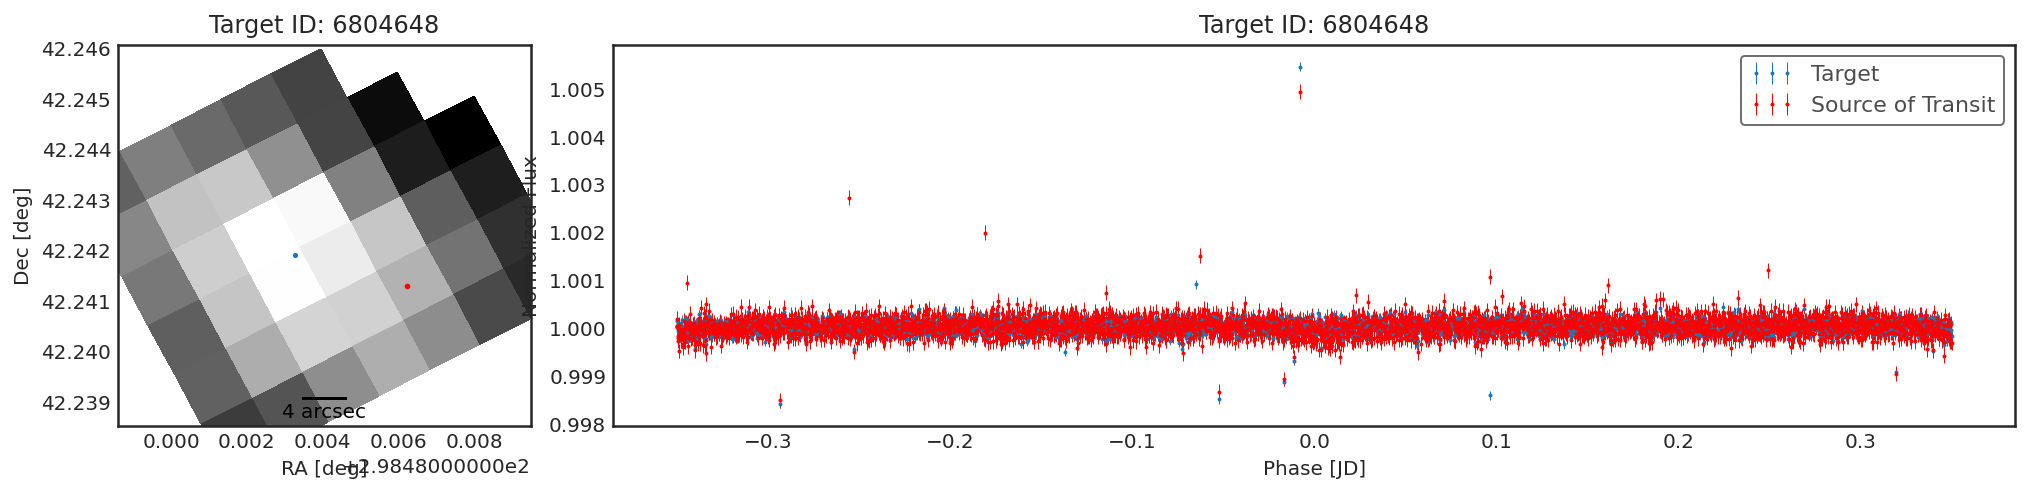 Target ID: 6804648
42.246
42.245
42.244
42.243
42.242
42.241
42.240
42.239
Dec [deg]
4 arcsec
0.000 0.002 0.004 0.006 0.008
RA [deg]
+2.9848000000e2
Target ID: 6804648
Normalized Flux
1.005
1.004
1.003
1.002
1.001
1.000
0.999
0.998
Target
Source of Transit
−0.3 −0.2 −0.1 0.0 0.1 0.2 0.3
Phase [JD]